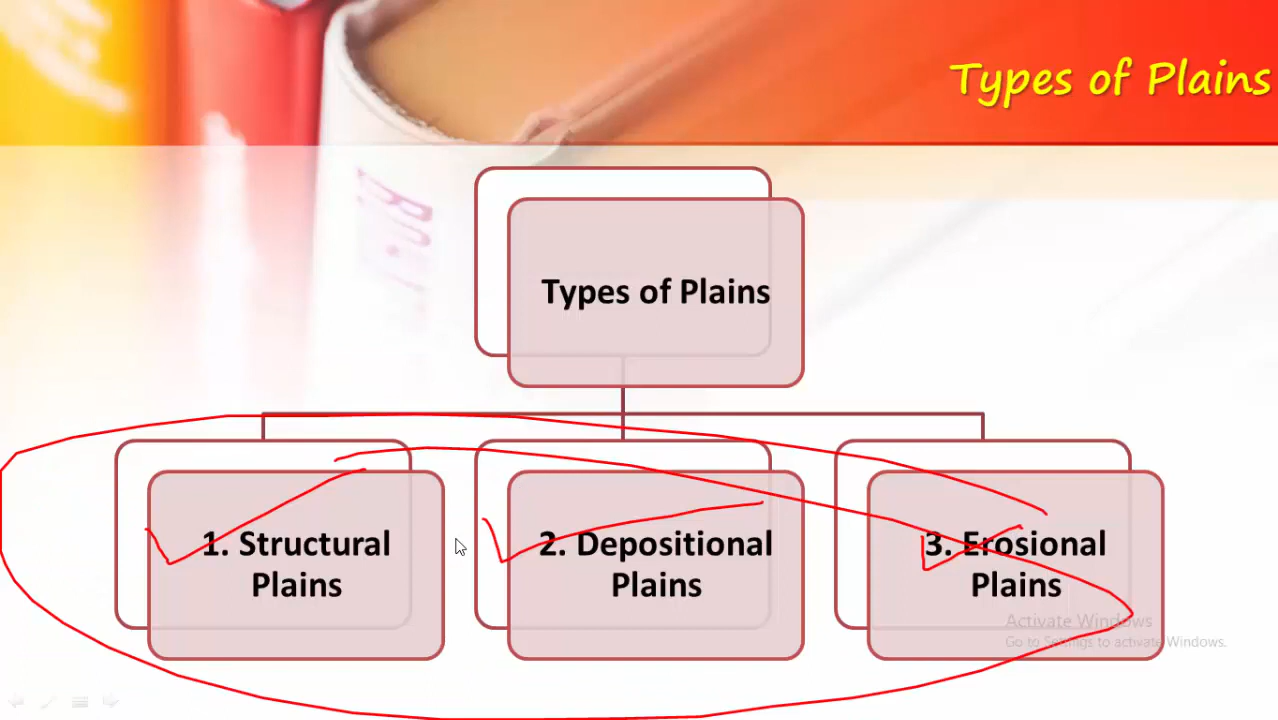 Types of Plains
Types of Plains
1. Structural
Plains
2. Depositional
Plains
3. Erosional
Plains
Activate Windows
Go to Settings to activate Windows.